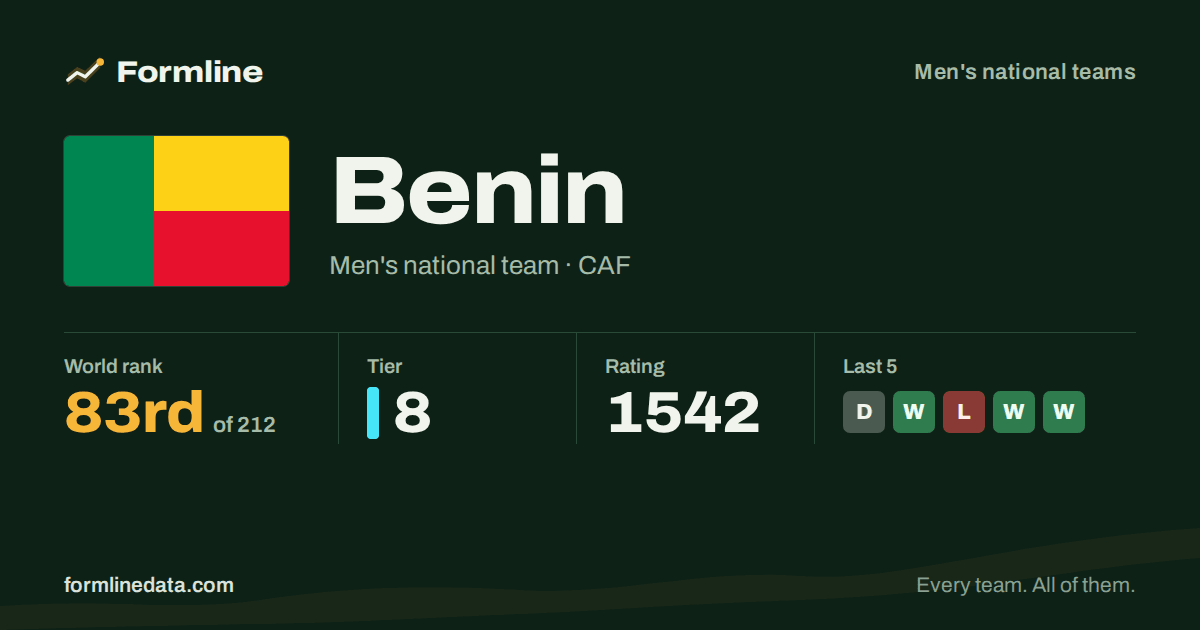 Formline
Men's national teams
Benin
Men's national team · CAF
World rank
83rd of 212
Tier
8
Rating
1542
Last 5
D W L W W
formlinedata.com
Every team. All of them.